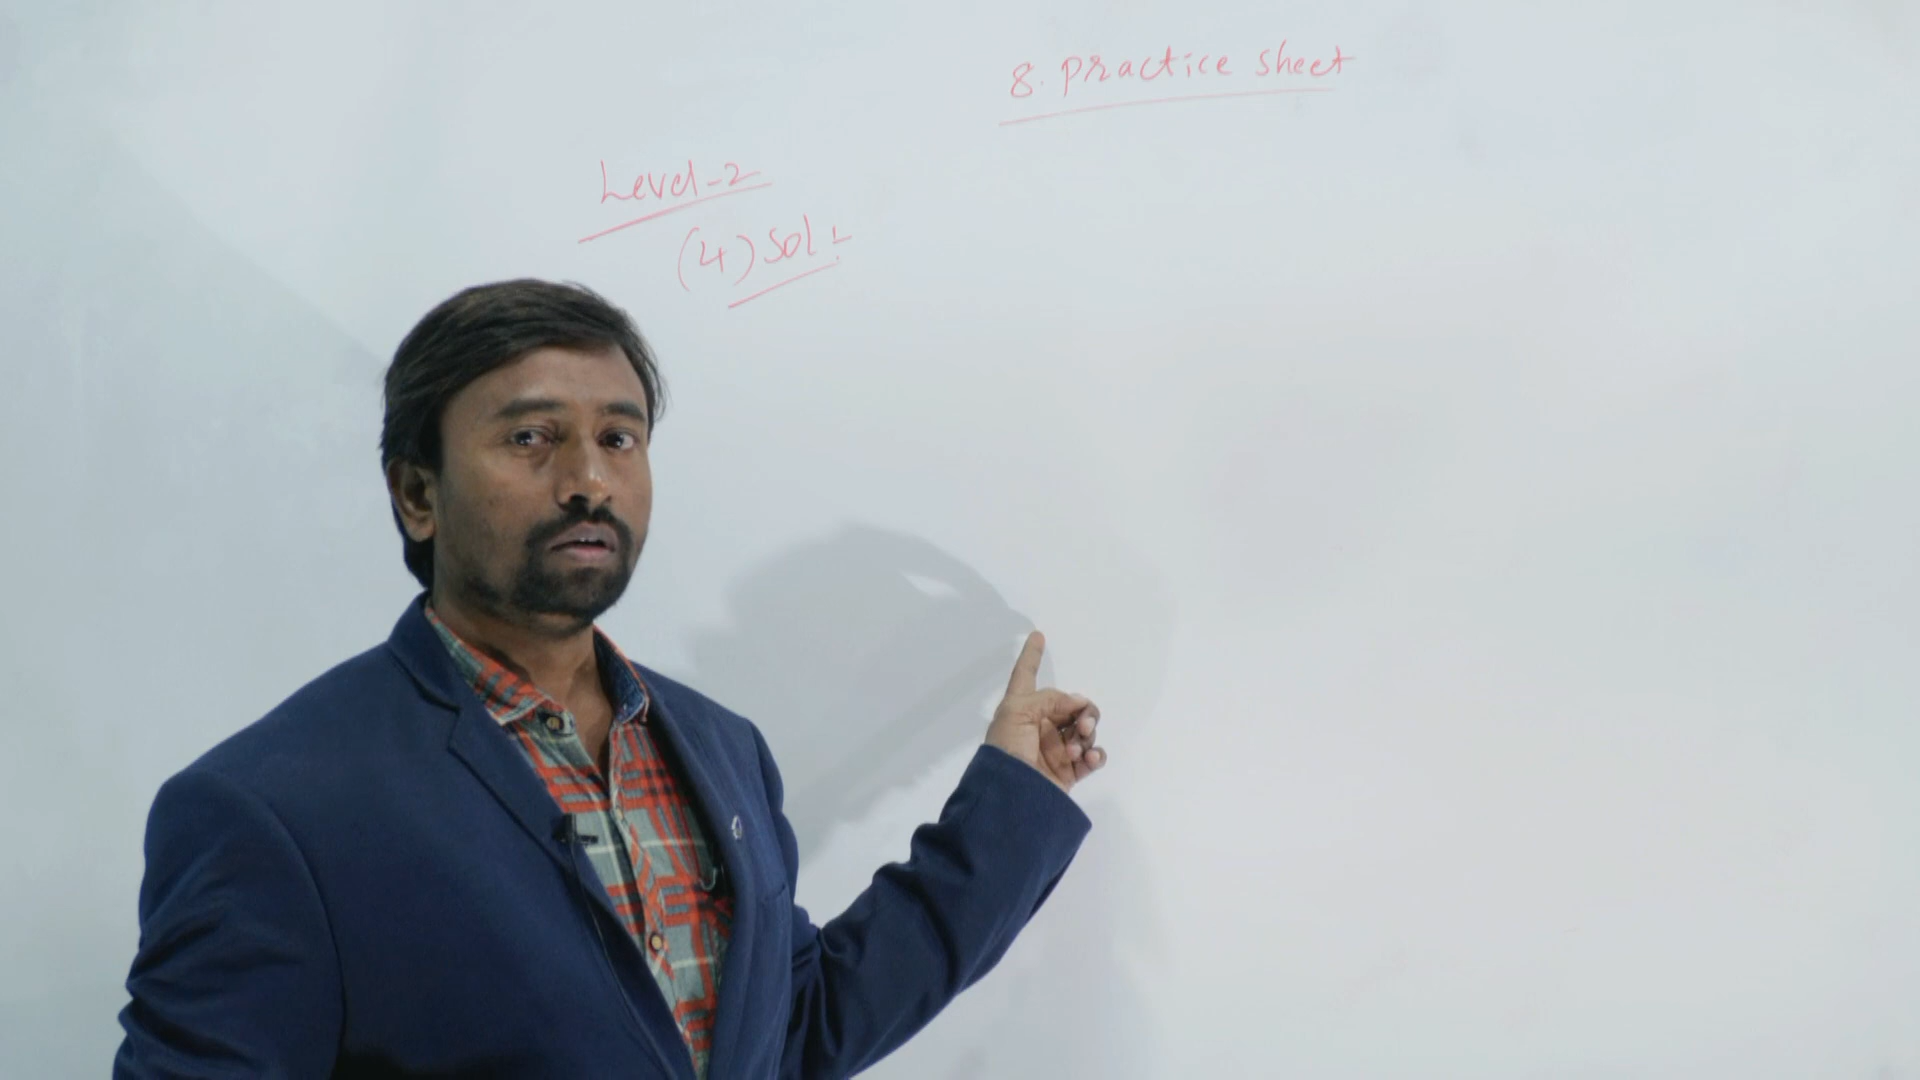 8. Practice sheet
Level-2
(4) Sol:-